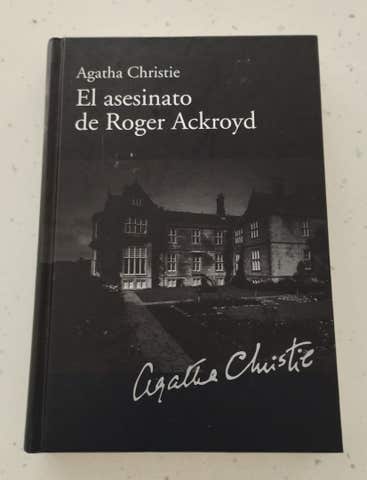 Agatha Christie
El asesinato
de Roger Ackroyd
Agatha Christie